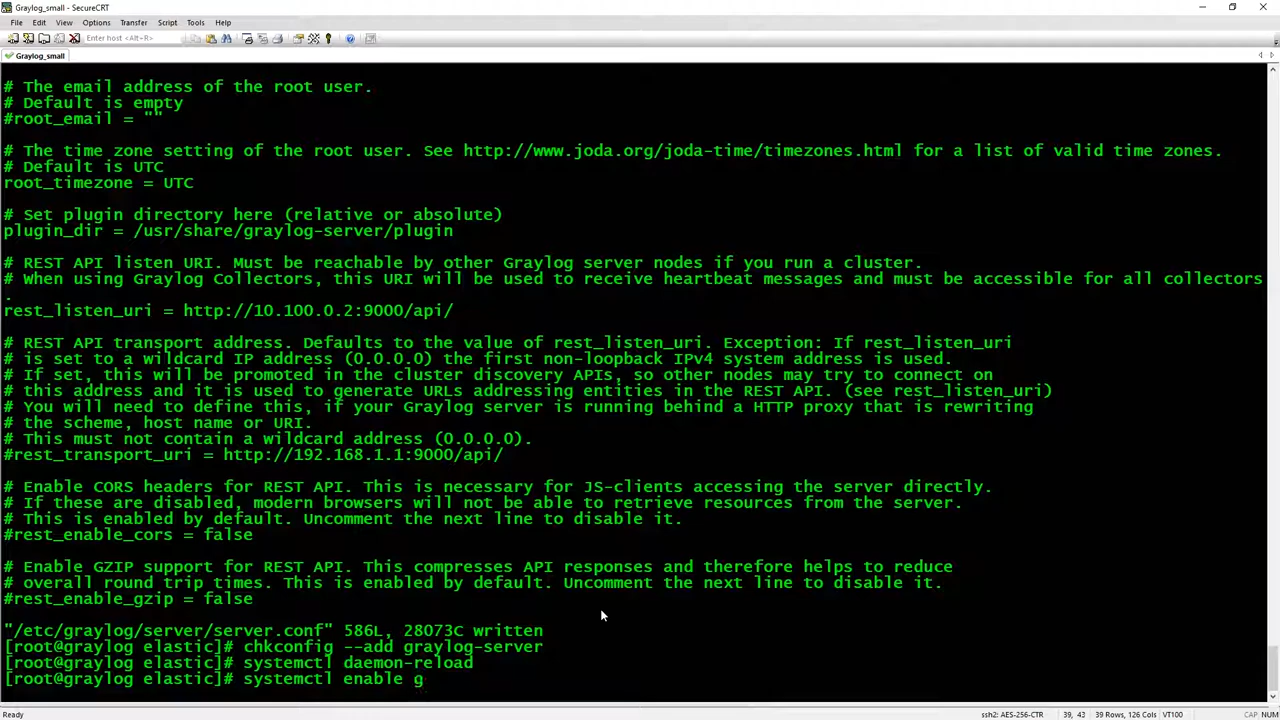 Graylog_small - SecureCRT
File Edit View Options Transfer Script Tools Help
Enter host <Alt+R>
Graylog_small
# The email address of the root user.
# Default is empty
#root_email = ""
# The time zone setting of the root user. See http://www.joda.org/joda-time/timezones.html for a list of valid time zones.
# Default is UTC
root_timezone = UTC
# Set plugin directory here (relative or absolute)
plugin_dir = /usr/share/graylog-server/plugin
# REST API listen URI. Must be reachable by other Graylog server nodes if you run a cluster.
# When using Graylog Collectors, this URI will be used to receive heartbeat messages and must be accessible for all collectors
.
rest_listen_uri = http://10.100.0.2:9000/api/
# REST API transport address. Defaults to the value of rest_listen_uri. Exception: If rest_listen_uri
# is set to a wildcard IP address (0.0.0.0) the first non-loopback IPv4 system address is used.
# If set, this will be promoted in the cluster discovery APIs, so other nodes may try to connect on
# this address and it is used to generate URLs addressing entities in the REST API. (see rest_listen_uri)
# You will need to define this, if your Graylog server is running behind a HTTP proxy that is rewriting
# the scheme, host name or URI.
# This must not contain a wildcard address (0.0.0.0).
#rest_transport_uri = http://192.168.1.1:9000/api/
# Enable CORS headers for REST API. This is necessary for JS-clients accessing the server directly.
# If these are disabled, modern browsers will not be able to retrieve resources from the server.
# This is enabled by default. Uncomment the next line to disable it.
#rest_enable_cors = false
# Enable GZIP support for REST API. This compresses API responses and therefore helps to reduce
# overall round trip times. This is enabled by default. Uncomment the next line to disable it.
#rest_enable_gzip = false
"/etc/graylog/server/server.conf" 586L, 28073C written
[root@graylog elastic]# chkconfig --add graylog-server
[root@graylog elastic]# systemctl daemon-reload
[root@graylog elastic]# systemctl enable g
Ready ssh2: AES-256-CTR 39, 43 39 Rows, 126 Cols VT100 CAP NUM